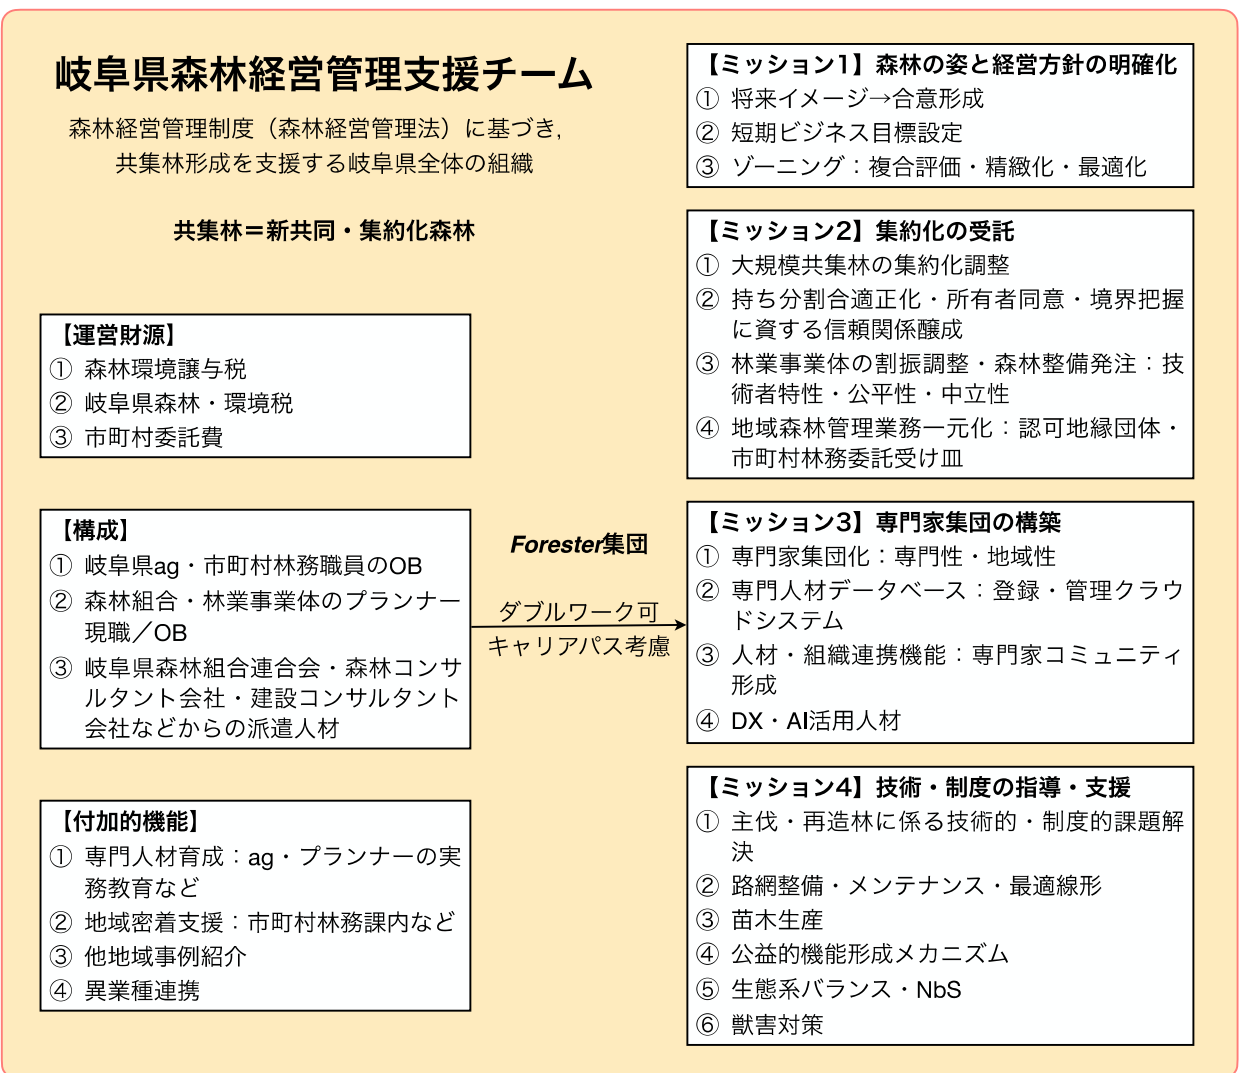 岐阜県森林経営管理支援チーム
森林経営管理制度（森林経営管理法）に基づき，
共集林形成を支援する岐阜県全体の組織
共集林＝新共同・集約化森林
【運営財源】
① 森林環境譲与税
② 岐阜県森林・環境税
③ 市町村委託費
【構成】
① 岐阜県ag・市町村林務職員のOB
② 森林組合・林業事業体のプランナー
現職／OB
③ 岐阜県森林組合連合会・森林コンサ
ルタント会社・建設コンサルタント
会社などからの派遣人材
【付加的機能】
① 専門人材育成：ag・プランナーの実
務教育など
② 地域密着支援：市町村林務課内など
③ 他地域事例紹介
④ 異業種連携
Forester集団
ダブルワーク可
キャリアパス考慮
【ミッション1】森林の姿と経営方針の明確化
① 将来イメージ→合意形成
② 短期ビジネス目標設定
③ ゾーニング：複合評価・精緻化・最適化
【ミッション2】集約化の受託
① 大規模共集林の集約化調整
② 持ち分割合適正化・所有者同意・境界把握
に資する信頼関係醸成
③ 林業事業体の割振調整・森林整備発注：技
術者特性・公平性・中立性
④ 地域森林管理業務一元化：認可地縁団体・
市町村林務委託受け皿
【ミッション3】専門家集団の構築
① 専門家集団化：専門性・地域性
② 専門人材データベース：登録・管理クラウ
ドシステム
③ 人材・組織連携機能：専門家コミュニティ
形成
④ DX・AI活用人材
【ミッション4】技術・制度の指導・支援
① 主伐・再造林に係る技術的・制度的課題解
決
② 路網整備・メンテナンス・最適線形
③ 苗木生産
④ 公益的機能形成メカニズム
⑤ 生態系バランス・NbS
⑥ 獣害対策